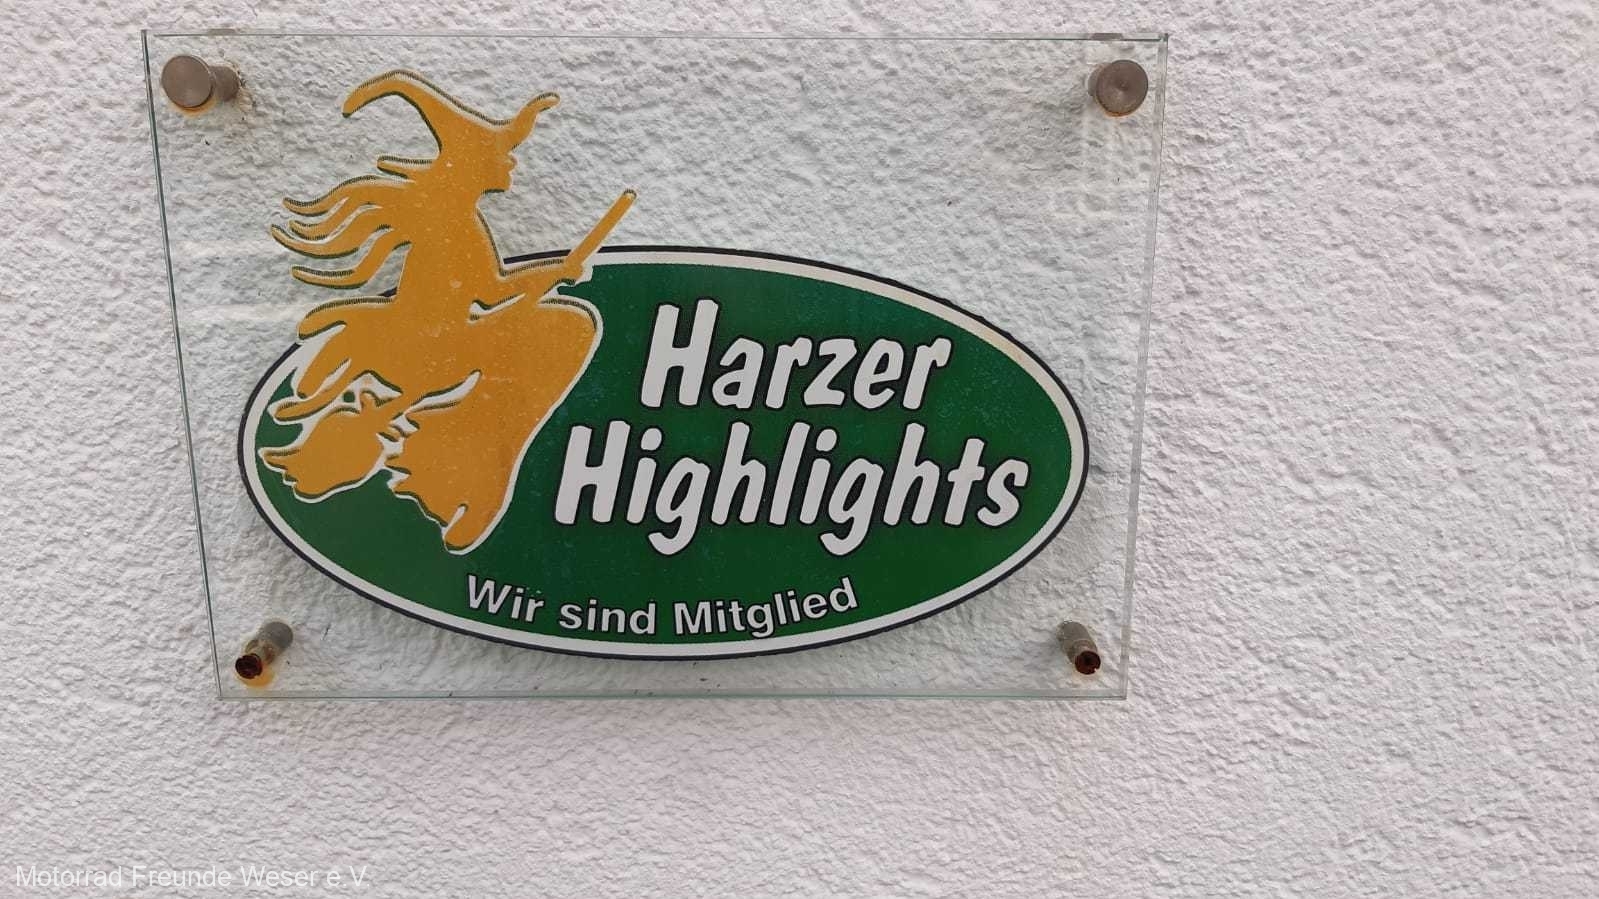 Harzer
Highlights
Wir sind Mitglied
Motorrad Freunde Weser e.V.